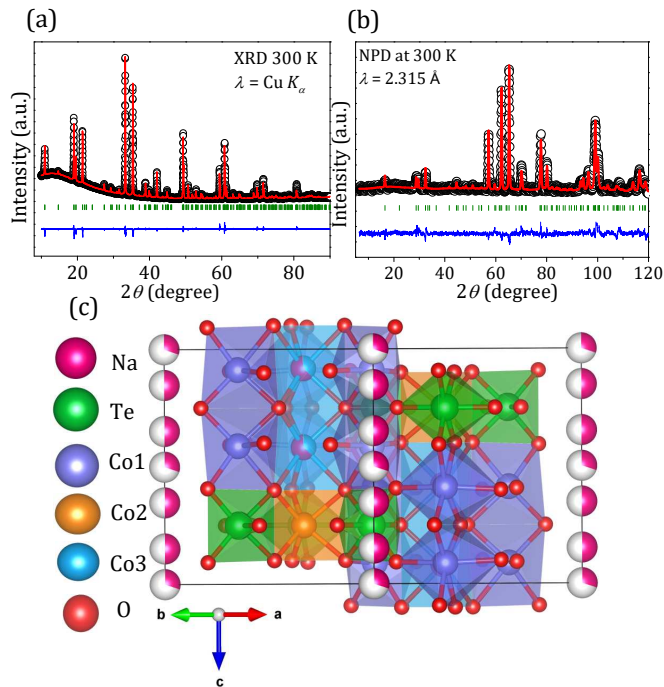 (a)
XRD 300 K
λ = Cu Kα
Intensity (a.u.)
20 40 60 80
2θ (degree)
(b)
NPD at 300 K
λ = 2.315 Å
Intensity (a.u.)
20 40 60 80 100 120
2θ (degree)
(c)
Na
Te
Co1
Co2
Co3
O
b a
c